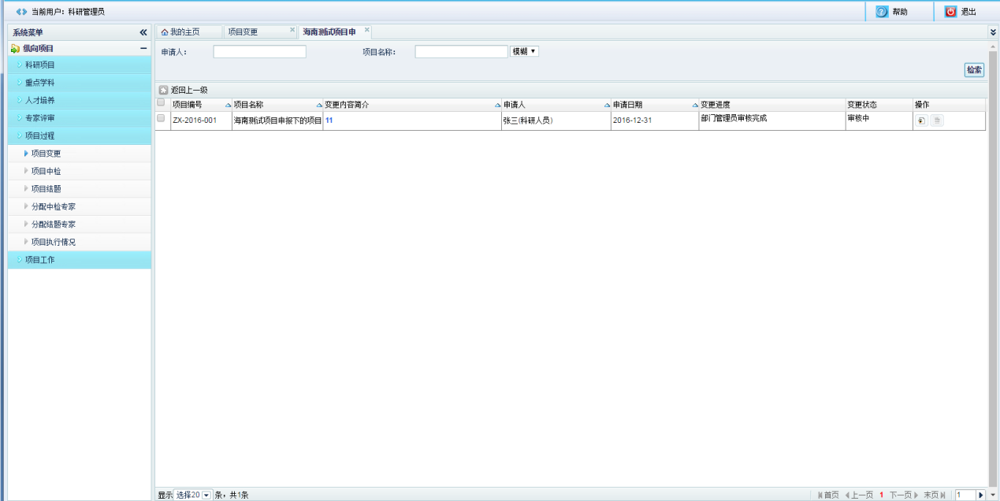 当前用户：科研管理员
帮助
退出
系统菜单
纵向项目
科研项目
重点学科
人才培养
专家评审
项目过程
项目变更
项目中检
项目结题
分配中检专家
分配结题专家
项目执行情况
项目工作
我的主页 项目变更 海南测试项目申
申请人： 项目名称： 模糊
检索
返回上一级
项目编号 项目名称 变更内容简介 申请人 申请日期 变更进度 变更状态 操作
ZX-2016-001 海南测试项目申报下的项目 11 张三(科研人员) 2016-12-31 部门管理员审核完成 审核中
显示 选择20 条，共1条
首页 上一页 1 下一页 末页 1